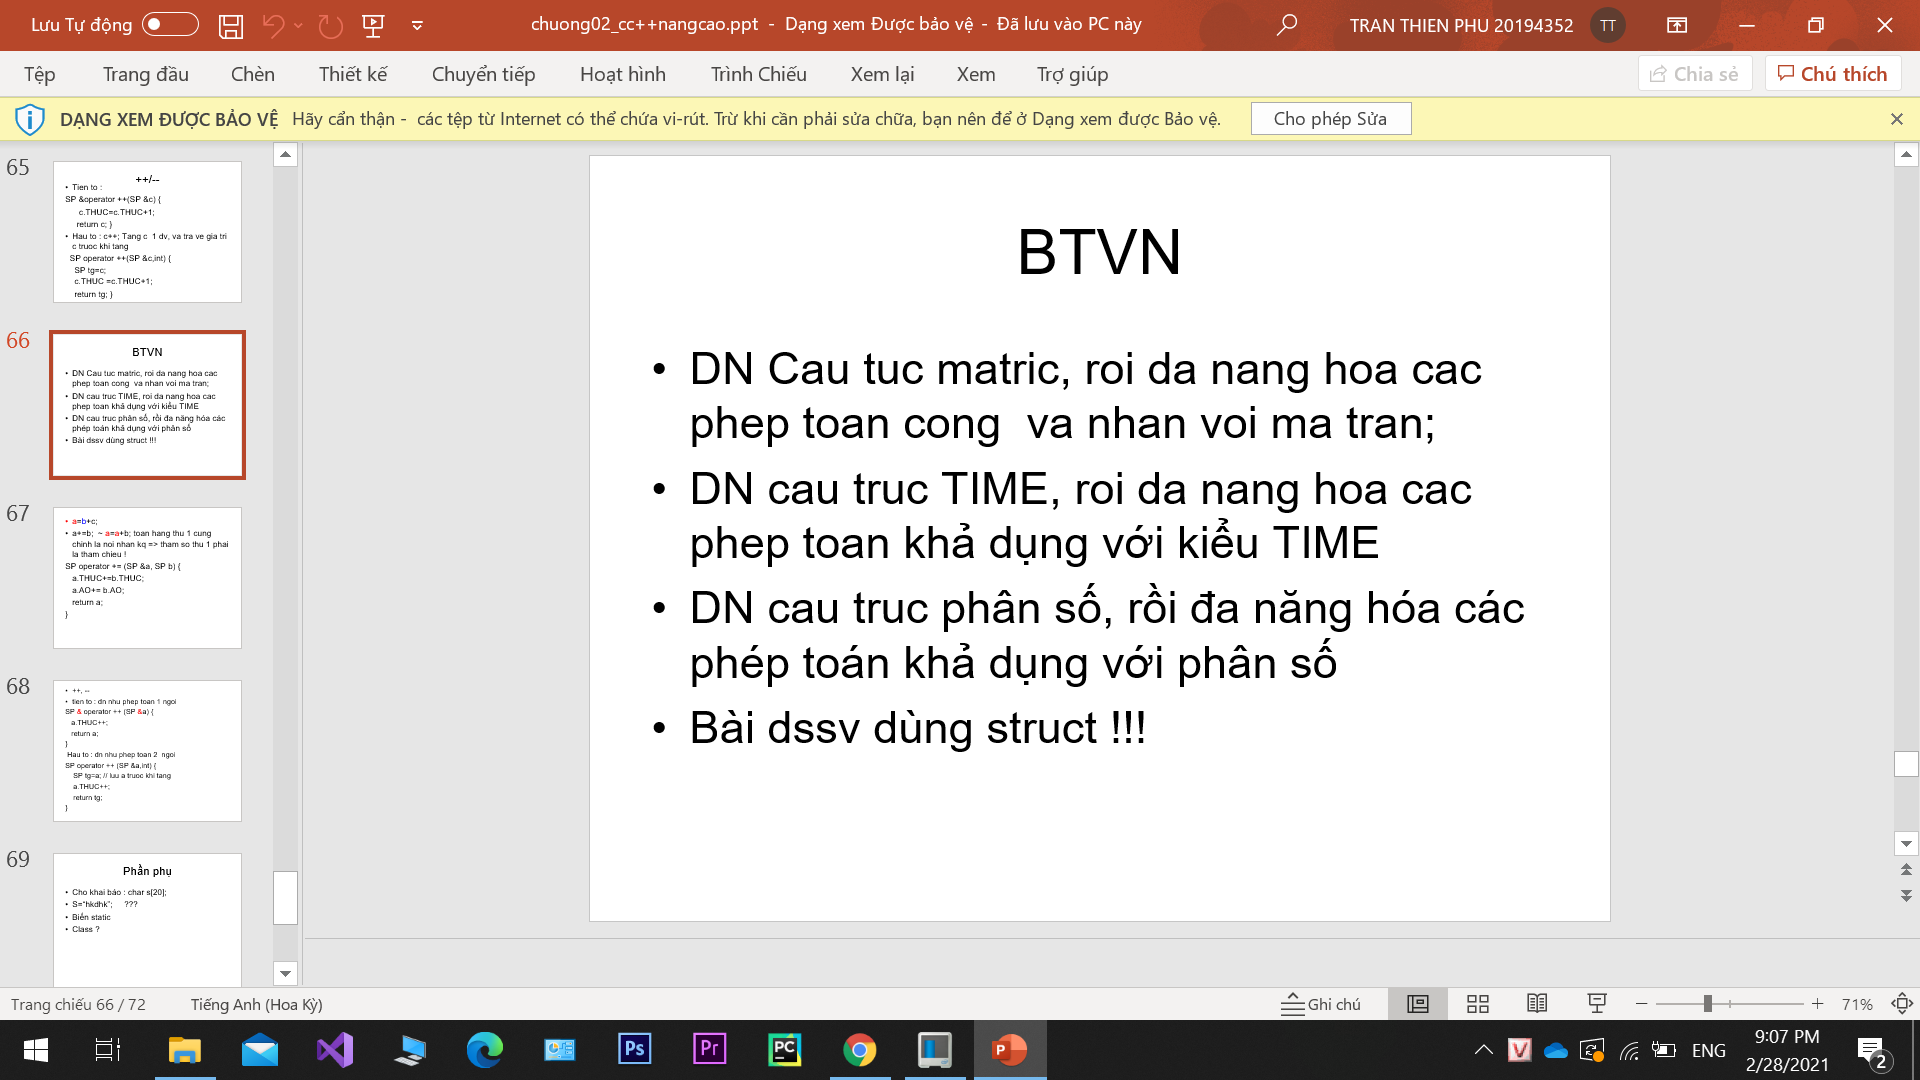 Lưu Tự động
chuong02_cc++nangcao.ppt - Dạng xem Được bảo vệ - Đã lưu vào PC này
TRAN THIEN PHU 20194352
TT
Tệp Trang đầu Chèn Thiết kế Chuyển tiếp Hoạt hình Trình Chiếu Xem lại Xem Trợ giúp
Chia sẻ
Chú thích
DẠNG XEM ĐƯỢC BẢO VỆ Hãy cẩn thận - các tệp từ Internet có thể chứa vi-rút. Trừ khi cần phải sửa chữa, bạn nên để ở Dạng xem được Bảo vệ.
Cho phép Sửa
65
++/--
• Tien to :
SP &operator ++(SP &c) {
c.THUC=c.THUC+1;
return c; }
• Hau to : c++; Tang c 1 dv, va tra ve gia tri
c truoc khi tang
SP operator ++(SP &c,int) {
SP tg=c;
c.THUC =c.THUC+1;
return tg; }
66
BTVN
• DN Cau tuc matric, roi da nang hoa cac
phep toan cong va nhan voi ma tran;
• DN cau truc TIME, roi da nang hoa cac
phep toan khả dụng với kiểu TIME
• DN cau truc phân số, rồi đa năng hóa các
phép toán khả dụng với phân số
• Bài dssv dùng struct !!!
67
• a=b+c;
• a+=b; ~ a=a+b; toan hang thu 1 cung
chinh la noi nhan kq => tham so thu 1 phai
la tham chieu !
SP operator += (SP &a, SP b) {
a.THUC+=b.THUC;
a.AO+= b.AO;
return a;
}
68
• ++, --
• tien to : dn nhu phep toan 1 ngoi
SP & operator ++ (SP &a) {
a.THUC++;
return a;
}
Hau to : dn nhu phep toan 2 ngoi
SP operator ++ (SP &a,int) {
SP tg=a; // luu a truoc khi tang
a.THUC++;
return tg;
}
69
Phần phụ
• Cho khai báo : char s[20];
• S="hkdhk"; ???
• Biến static
• Class ?
BTVN
• DN Cau tuc matric, roi da nang hoa cac
phep toan cong va nhan voi ma tran;
• DN cau truc TIME, roi da nang hoa cac
phep toan khả dụng với kiểu TIME
• DN cau truc phân số, rồi đa năng hóa các
phép toán khả dụng với phân số
• Bài dssv dùng struct !!!
Trang chiếu 66 / 72
Tiếng Anh (Hoa Kỳ)
Ghi chú
71%
Ps
Pr
PC
P
V
ENG
9:07 PM
2/28/2021
2